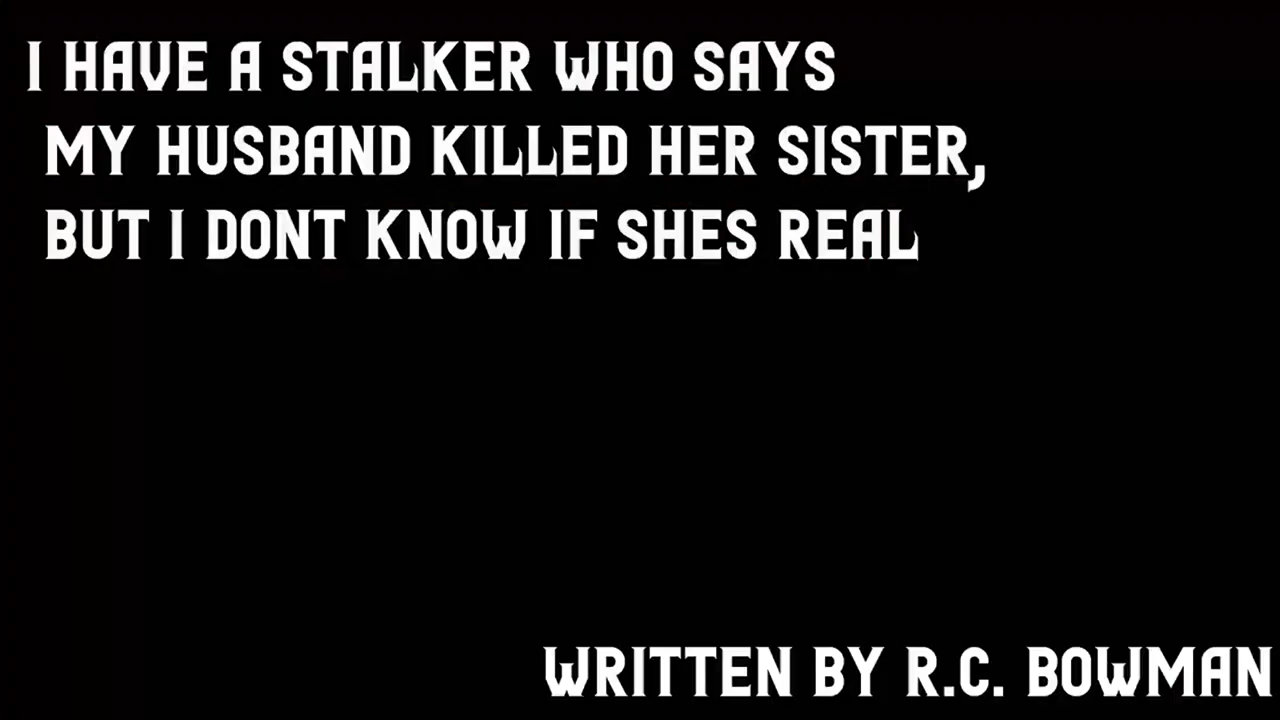 I HAVE A STALKER WHO SAYS
MY HUSBAND KILLED HER SISTER,
BUT I DONT KNOW IF SHES REAL
WRITTEN BY R.C. BOWMAN